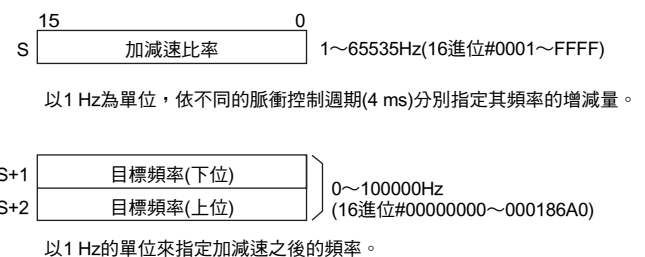 15 0
S 加減速比率 1～65535Hz(16進位#0001～FFFF)
以1 Hz為單位，依不同的脈衝控制週期(4 ms)分別指定其頻率的增減量。
S+1 目標頻率(下位)
0～100000Hz
S+2 目標頻率(上位) (16進位#00000000～000186A0)
以1 Hz的單位來指定加減速之後的頻率。